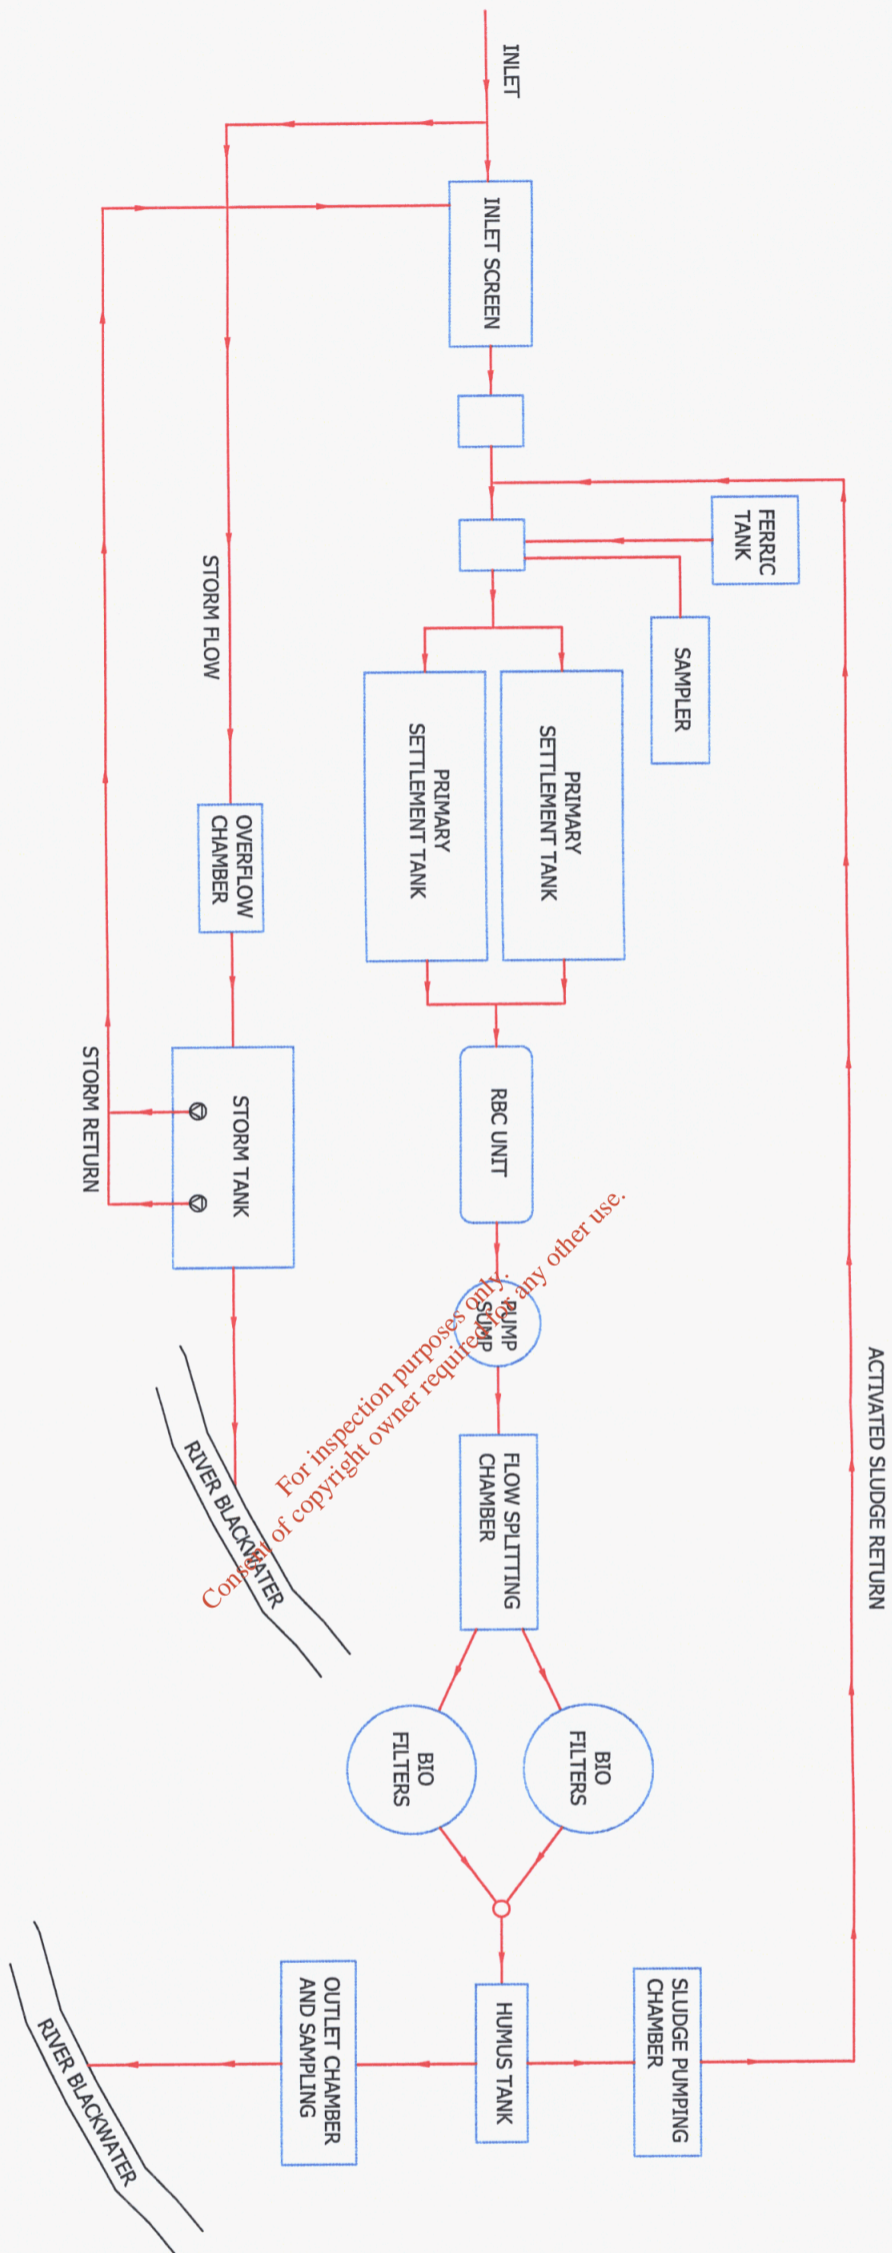 INLET
INLET SCREEN
FERRIC
TANK
SAMPLER
STORM FLOW
PRIMARY
SETTLEMENT TANK
PRIMARY
SETTLEMENT TANK
OVERFLOW
CHAMBER
STORM TANK
STORM RETURN
RBC UNIT
PUMP
SUMP
ACTIVATED SLUDGE RETURN
FLOW SPLITTING
CHAMBER
RIVER BLACKWATER
BIO
FILTERS
BIO
FILTERS
SLUDGE PUMPING
CHAMBER
HUMUS TANK
OUTLET CHAMBER
AND SAMPLING
RIVER BLACKWATER
For inspection purposes only.
Consent of copyright owner required for any other use.